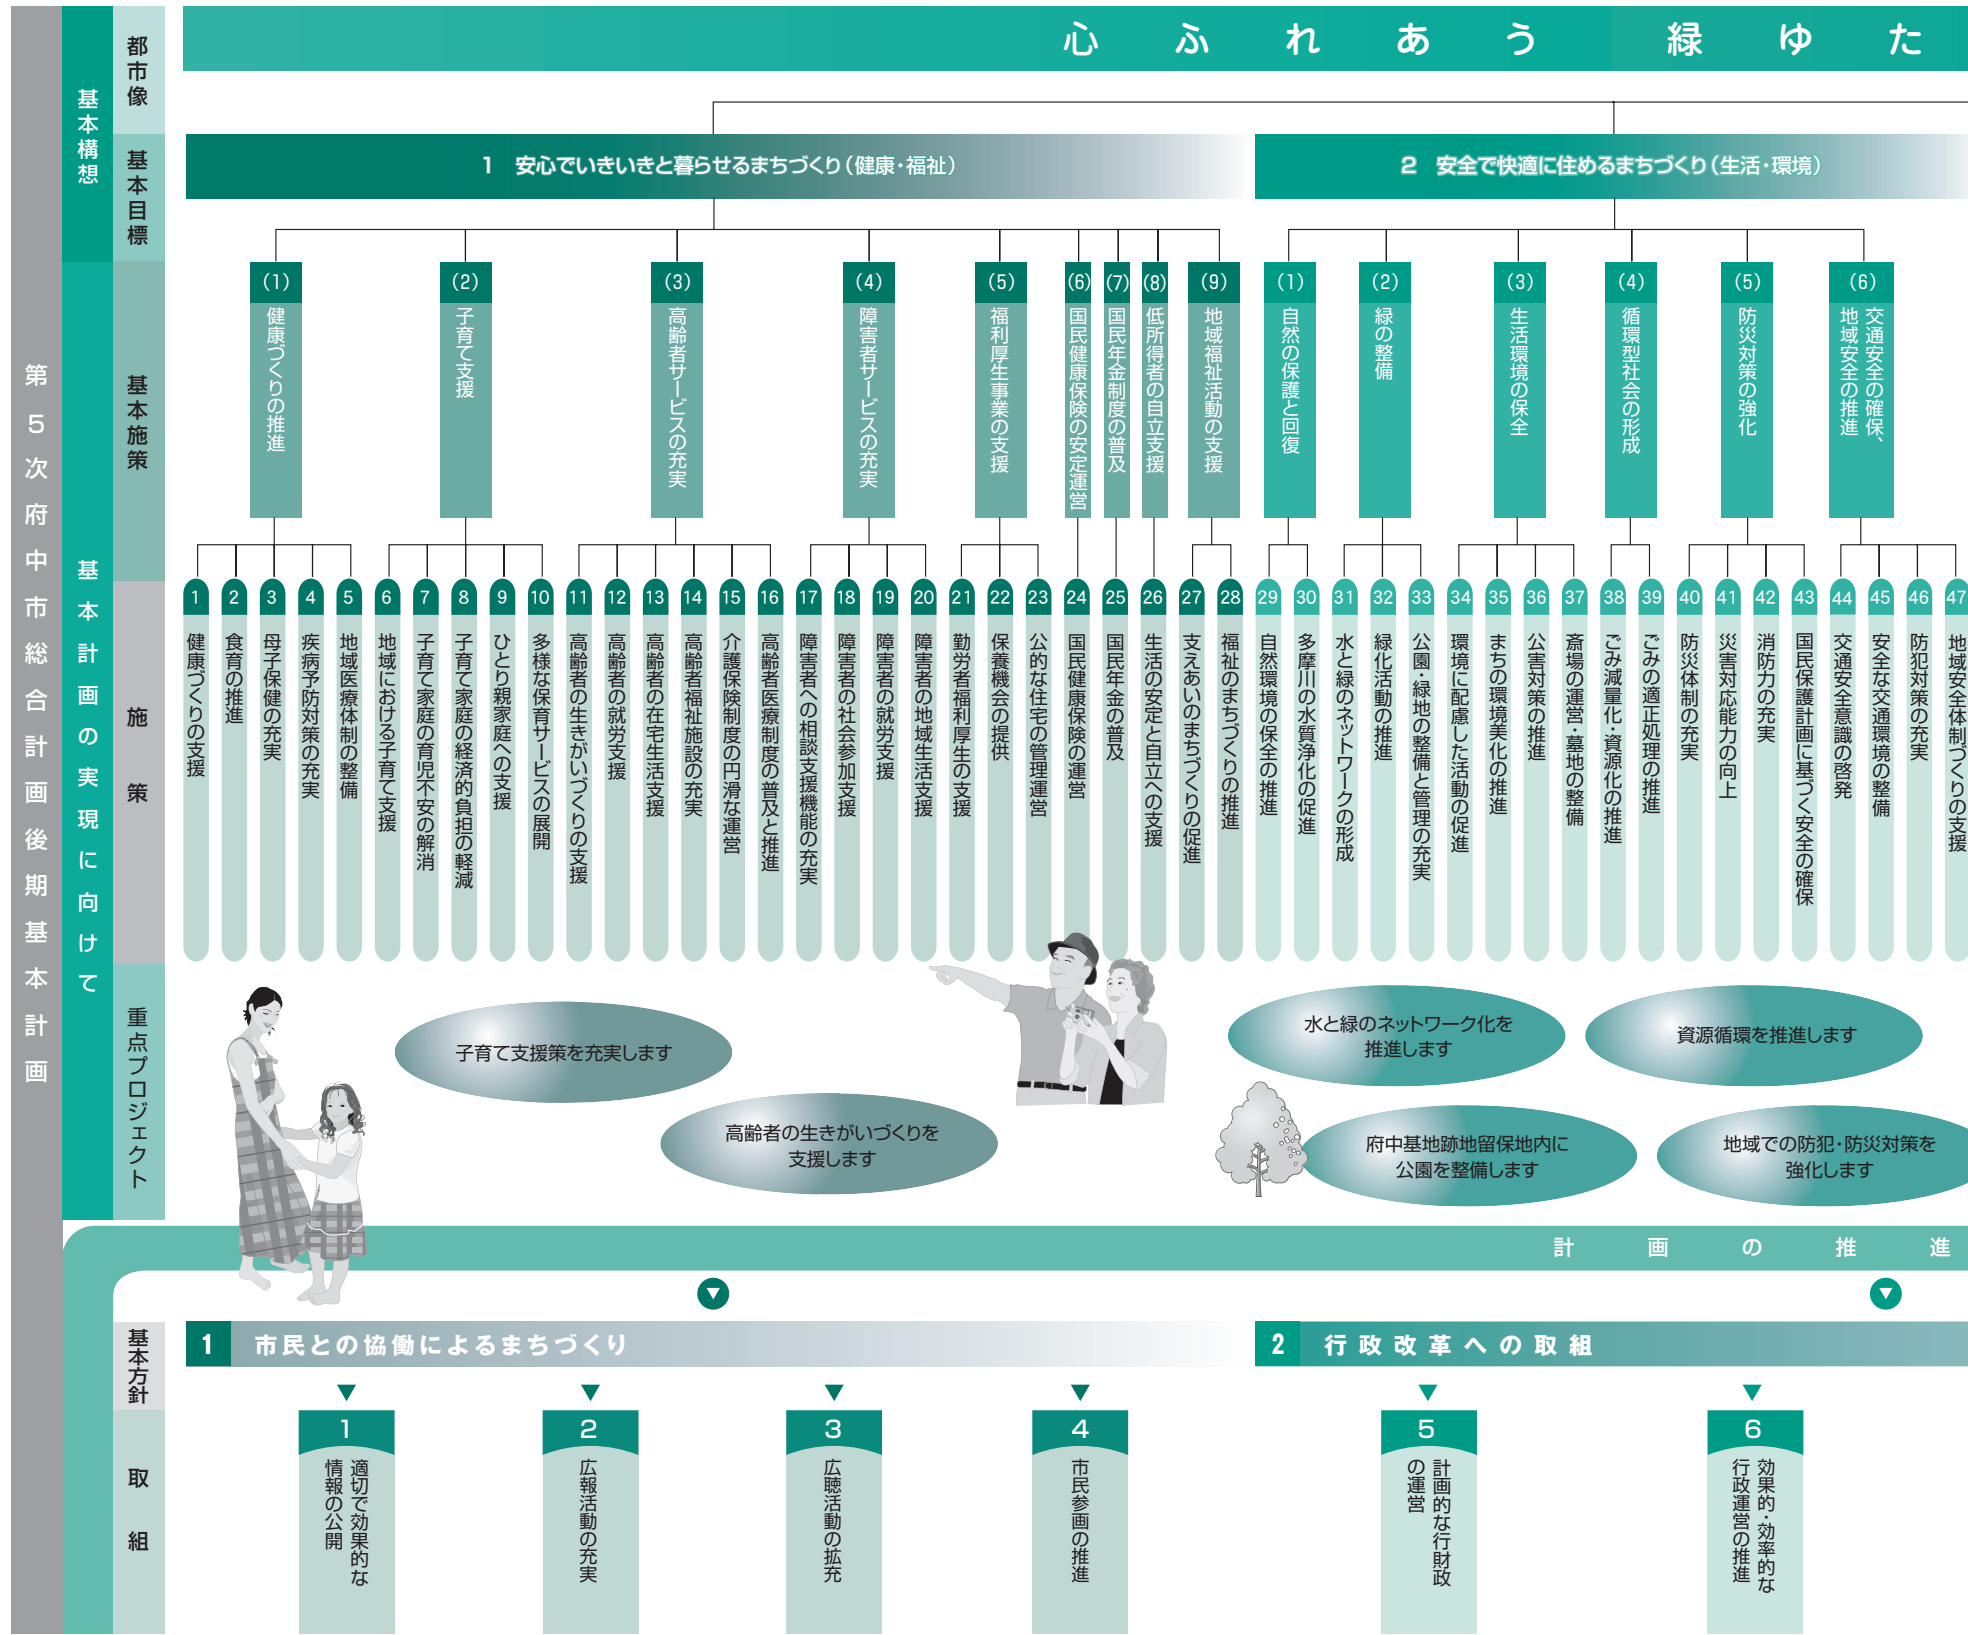 第5次府中市総合計画後期基本計画
基本構想
都市像
心ふれあう 緑ゆた
基本目標
1 安心でいきいきと暮らせるまちづくり(健康・福祉)
2 安全で快適に住めるまちづくり(生活・環境)
基本計画の実現に向けて
基本施策
(1)
健康づくりの推進
(2)
子育て支援
(3)
高齢者サービスの充実
(4)
障害者サービスの充実
(5)
福利厚生事業の支援
(6)
国民健康保険の安定運営
(7)
国民年金制度の普及
(8)
低所得者の自立支援
(9)
地域福祉活動の支援
(1)
自然の保護と回復
(2)
緑の整備
(3)
生活環境の保全
(4)
循環型社会の形成
(5)
防災対策の強化
(6)
交通安全の確保、
地域安全の推進
施策
1 健康づくりの支援
2 食育の推進
3 母子保健の充実
4 疾病予防対策の充実
5 地域医療体制の整備
6 地域における子育て支援
7 子育て家庭の育児不安の解消
8 子育て家庭の経済的負担の軽減
9 ひとり親家庭への支援
10 多様な保育サービスの展開
11 高齢者の生きがいづくりの支援
12 高齢者の就労支援
13 高齢者の在宅生活支援
14 高齢者福祉施設の充実
15 介護保険制度の円滑な運営
16 高齢者医療制度の普及と推進
17 障害者への相談支援機能の充実
18 障害者の社会参加支援
19 障害者の就労支援
20 障害者の地域生活支援
21 勤労者福利厚生の支援
22 保養機会の提供
23 公的な住宅の管理運営
24 国民健康保険の運営
25 国民年金の普及
26 生活の安定と自立への支援
27 支えあいのまちづくりの促進
28 福祉のまちづくりの推進
29 自然環境の保全の推進
30 多摩川の水質浄化の促進
31 水と緑のネットワークの形成
32 緑化活動の推進
33 公園・緑地の整備と管理の充実
34 環境に配慮した活動の促進
35 まちの環境美化の推進
36 公害対策の推進
37 斎場の運営・墓地の整備
38 ごみ減量化・資源化の推進
39 ごみの適正処理の推進
40 防災体制の充実
41 災害対応能力の向上
42 消防力の充実
43 国民保護計画に基づく安全の確保
44 交通安全意識の啓発
45 安全な交通環境の整備
46 防犯対策の充実
47 地域安全体制づくりの支援
重点プロジェクト
子育て支援策を充実します
高齢者の生きがいづくりを
支援します
水と緑のネットワーク化を
推進します
資源循環を推進します
府中基地跡地留保地内に
公園を整備します
地域での防犯・防災対策を
強化します
計画の推進
基本方針
1 市民との協働によるまちづくり
2 行政改革への取組
取組
1
適切で効果的な
情報の公開
2
広報活動の充実
3
広聴活動の拡充
4
市民参画の推進
5
計画的な行財政
の運営
6
効果的・効率的な
行政運営の推進